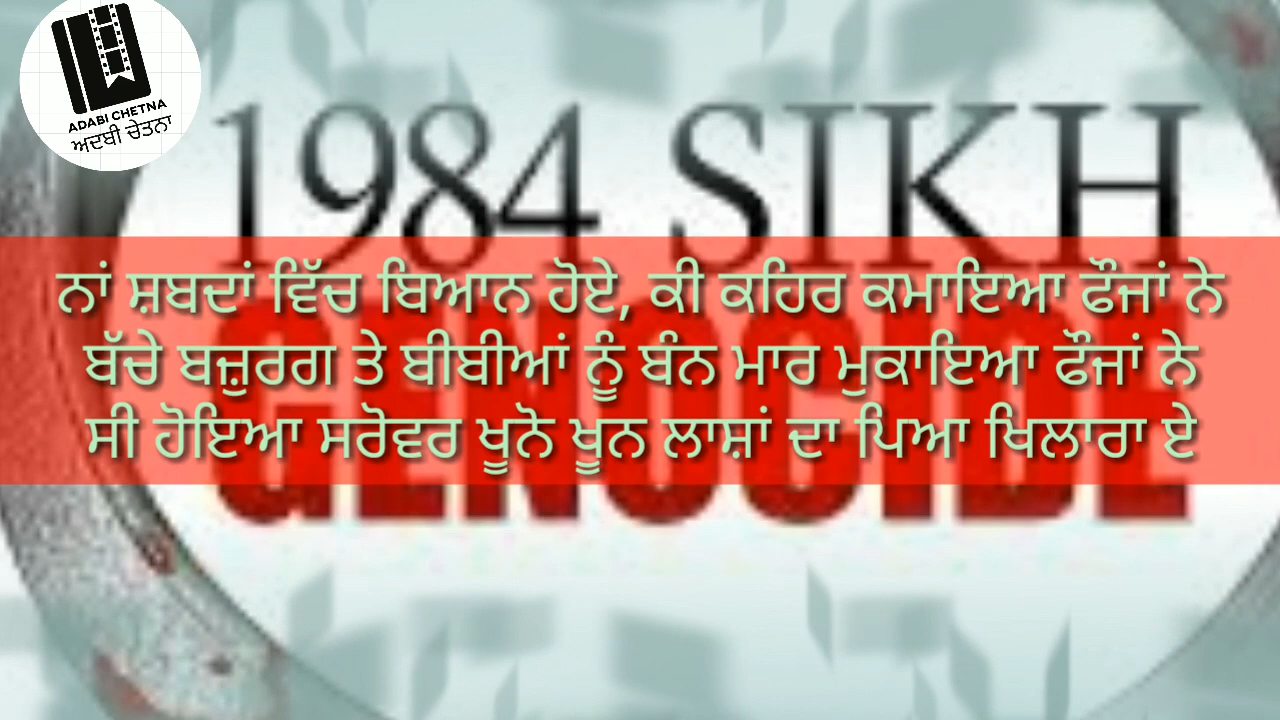 ADABI CHETNA
ਅਦਬੀ ਚੇਤਨਾ
1984 SIKH
GENOCIDE
ਨਾਂ ਸ਼ਬਦਾਂ ਵਿੱਚ ਬਿਆਨ ਹੋਏ, ਕੀ ਕਹਿਰ ਕਮਾਇਆ ਫੌਜਾਂ ਨੇ
ਬੱਚੇ ਬਜ਼ੁਰਗ ਤੇ ਬੀਬੀਆਂ ਨੂੰ ਬੰਨ ਮਾਰ ਮੁਕਾਇਆ ਫੌਜਾਂ ਨੇ
ਸੀ ਹੋਇਆ ਸਰੋਵਰ ਖੂਨੋ ਖੂਨ ਲਾਸ਼ਾਂ ਦਾ ਪਿਆ ਖਿਲਾਰਾ ਏ